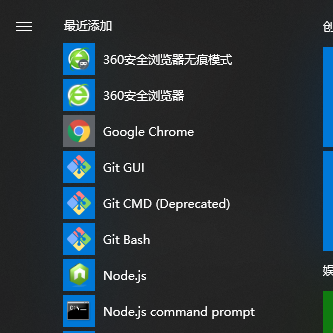 最近添加
创
360安全浏览器无痕模式
360安全浏览器
Google Chrome
Git GUI
Git CMD (Deprecated)
Git Bash
娱
Node.js
Node.js command prompt